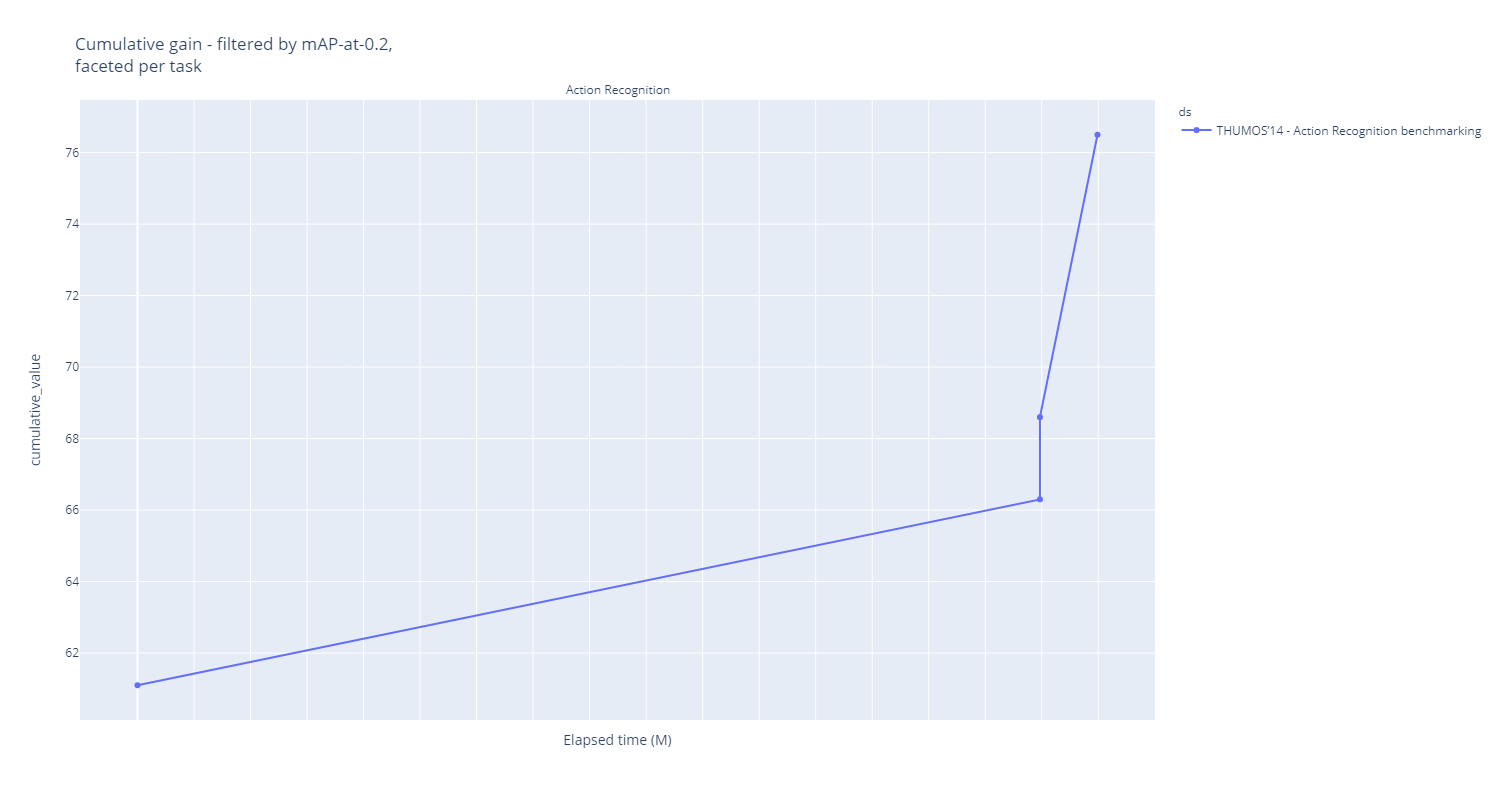 Cumulative gain - filtered by mAP-at-0.2,
faceted per task
Action Recognition
ds
THUMOS'14 - Action Recognition benchmarking
76
74
72
70
68
66
64
62
cumulative_value
Elapsed time (M)